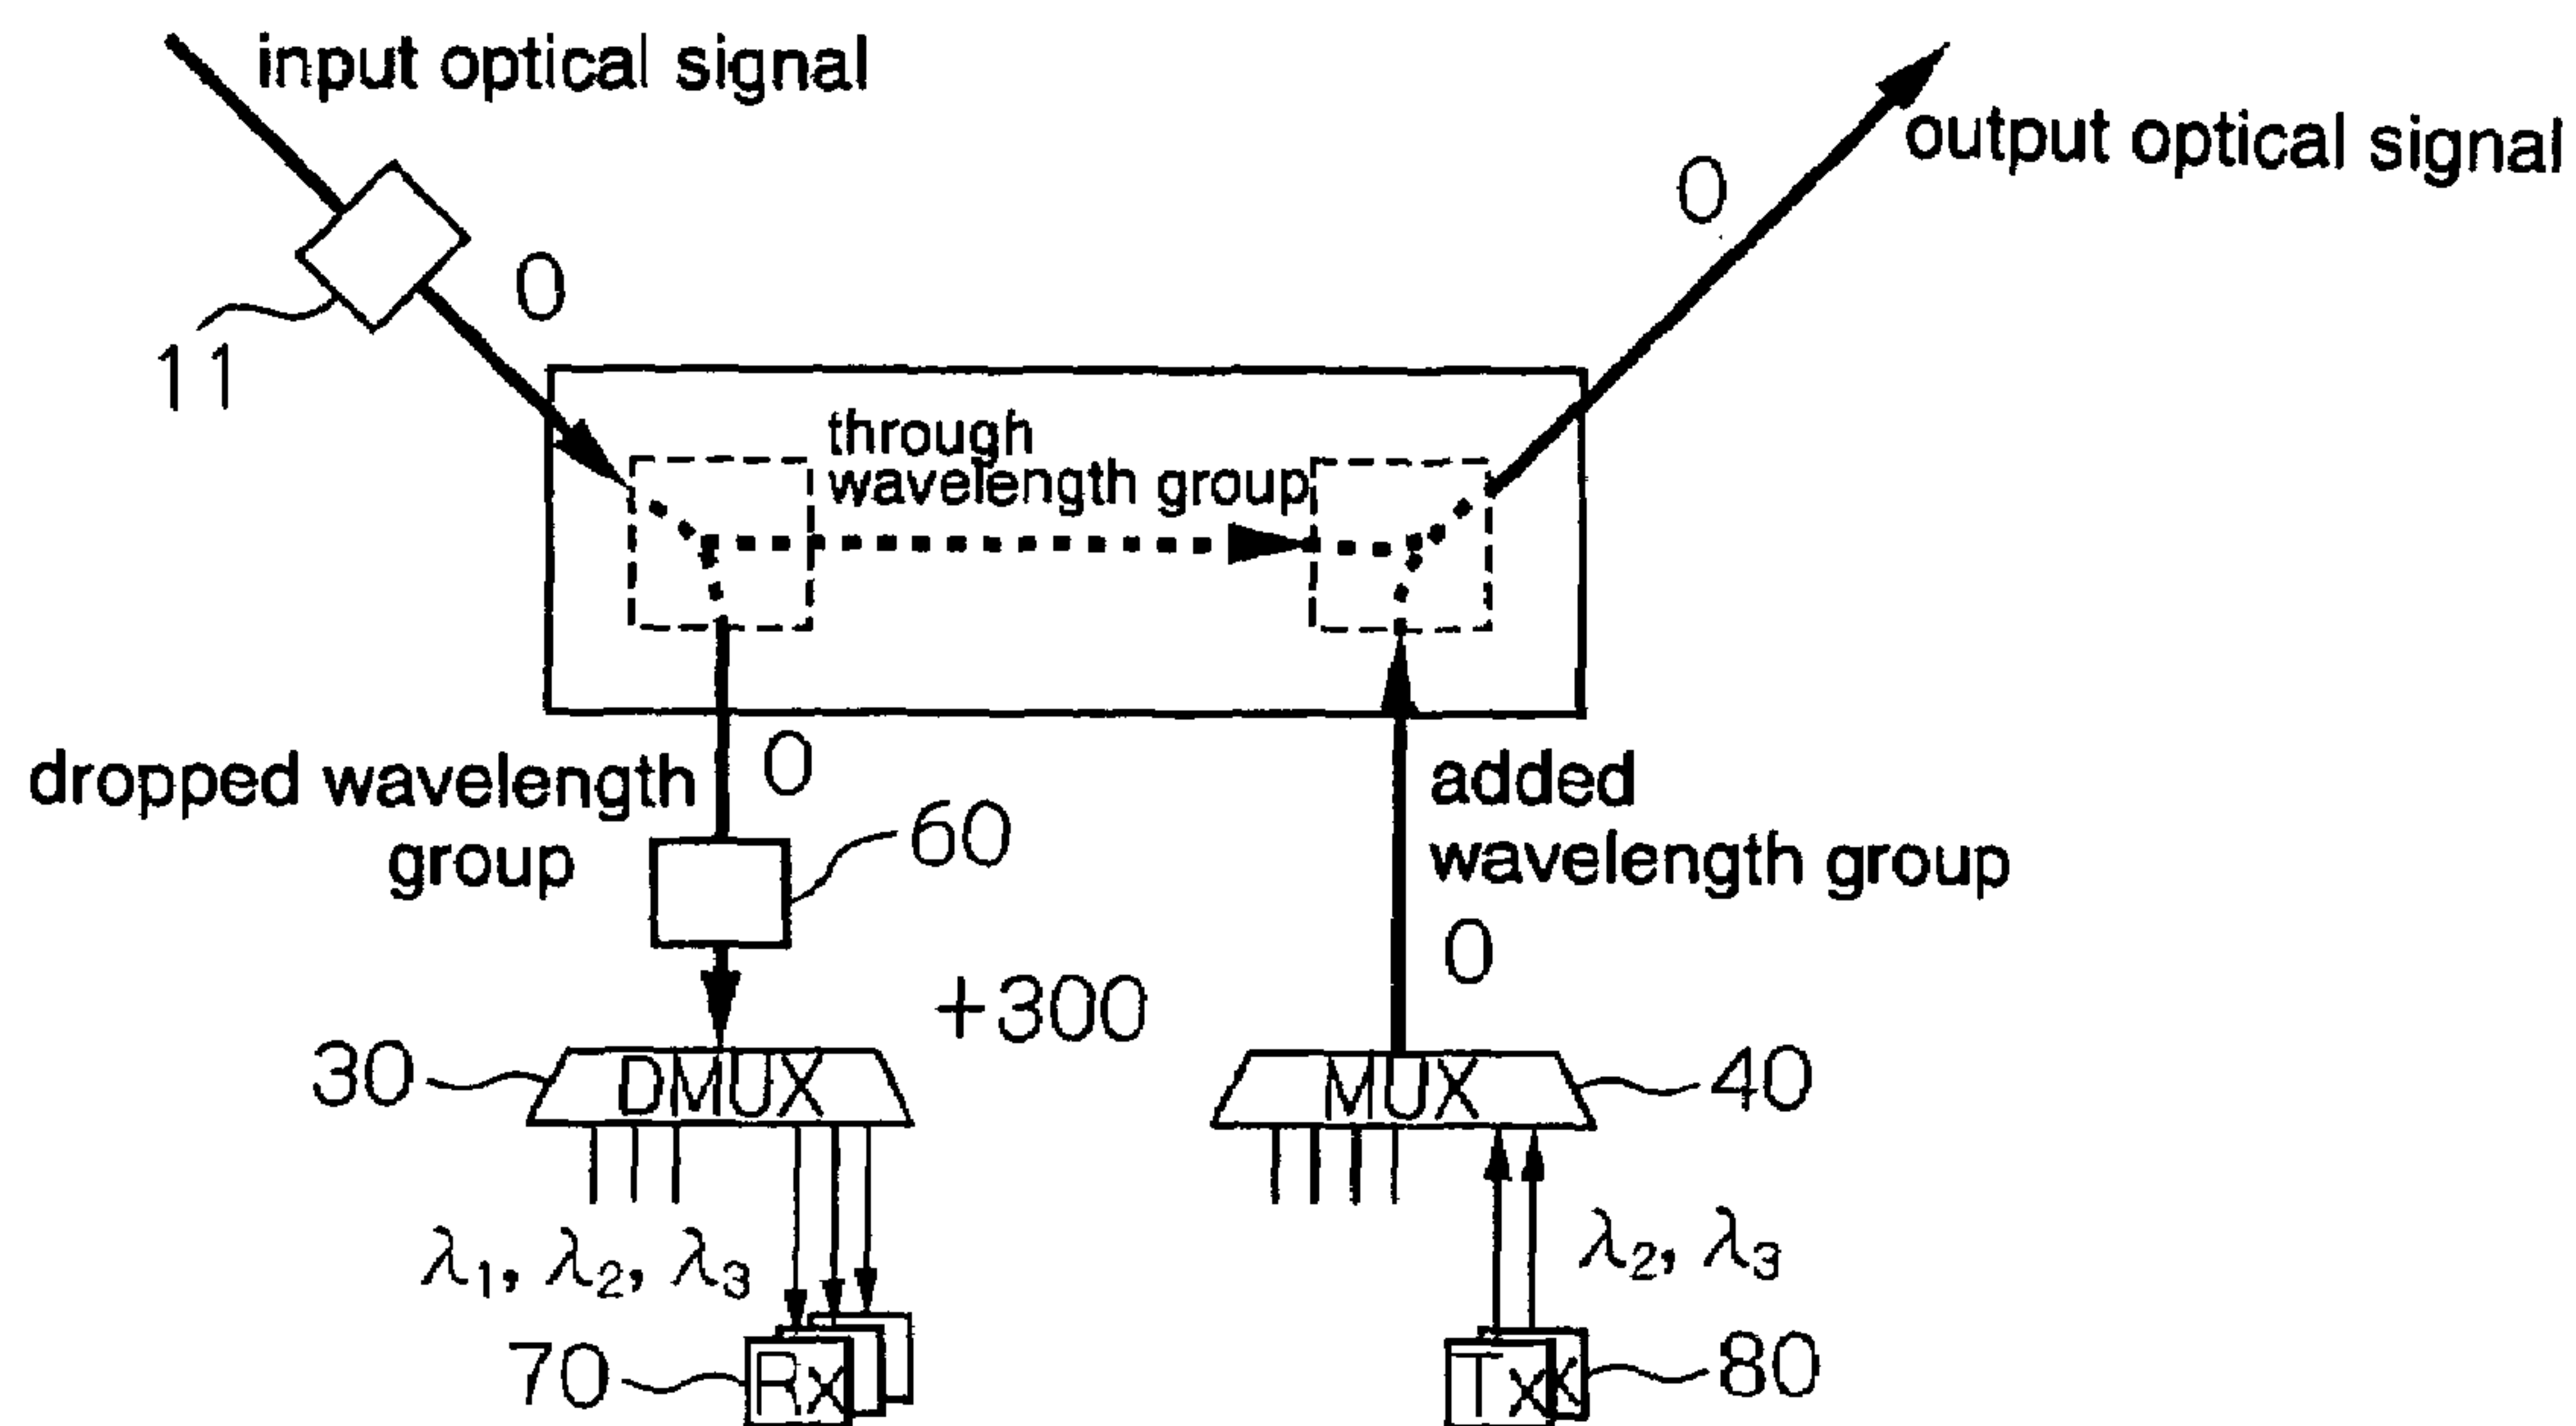 input optical signal
output optical signal
0
0
11
through
wavelength group
dropped wavelength
group
0
60
added
wavelength group
0
+300
30
DMUX
MUX
40
λ1, λ2, λ3
λ2, λ3
70
Rx
Tx
x
80